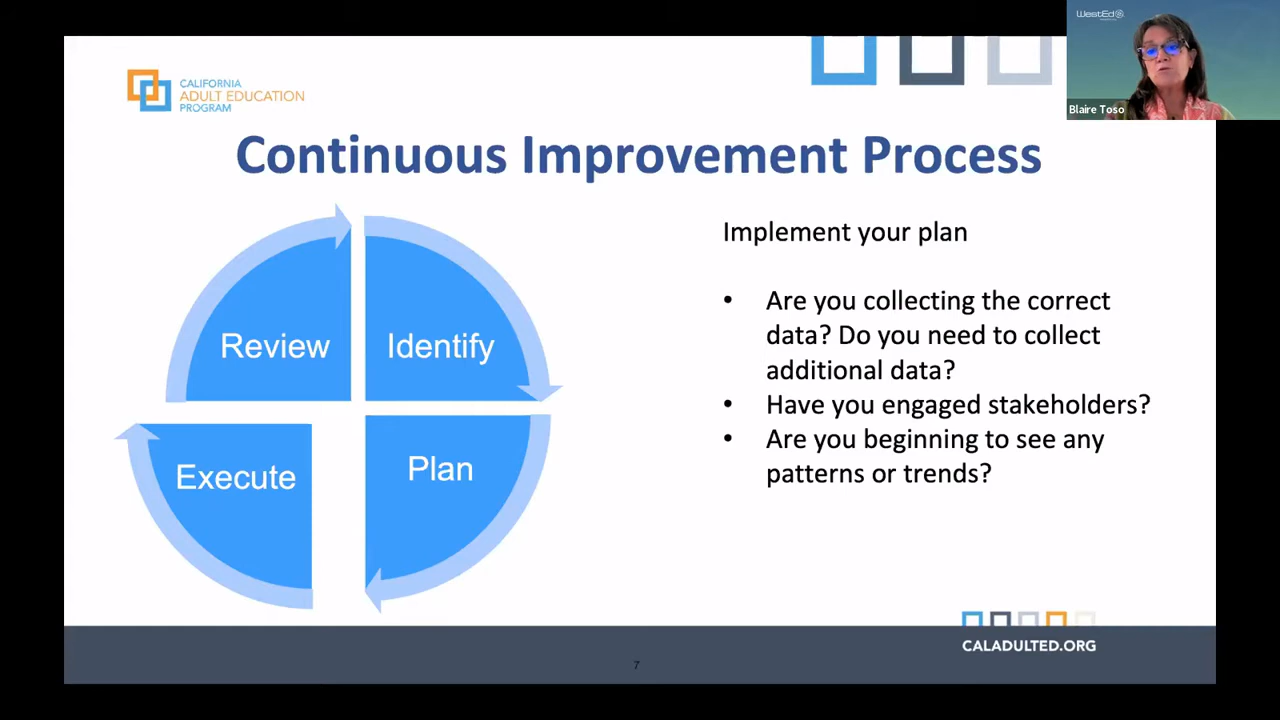 WestEd
Blaire Toso
CALIFORNIA
ADULT EDUCATION
PROGRAM
Continuous Improvement Process
Review
Identify
Execute
Plan
Implement your plan
• Are you collecting the correct
data? Do you need to collect
additional data?
• Have you engaged stakeholders?
• Are you beginning to see any
patterns or trends?
CALADULTED.ORG
7